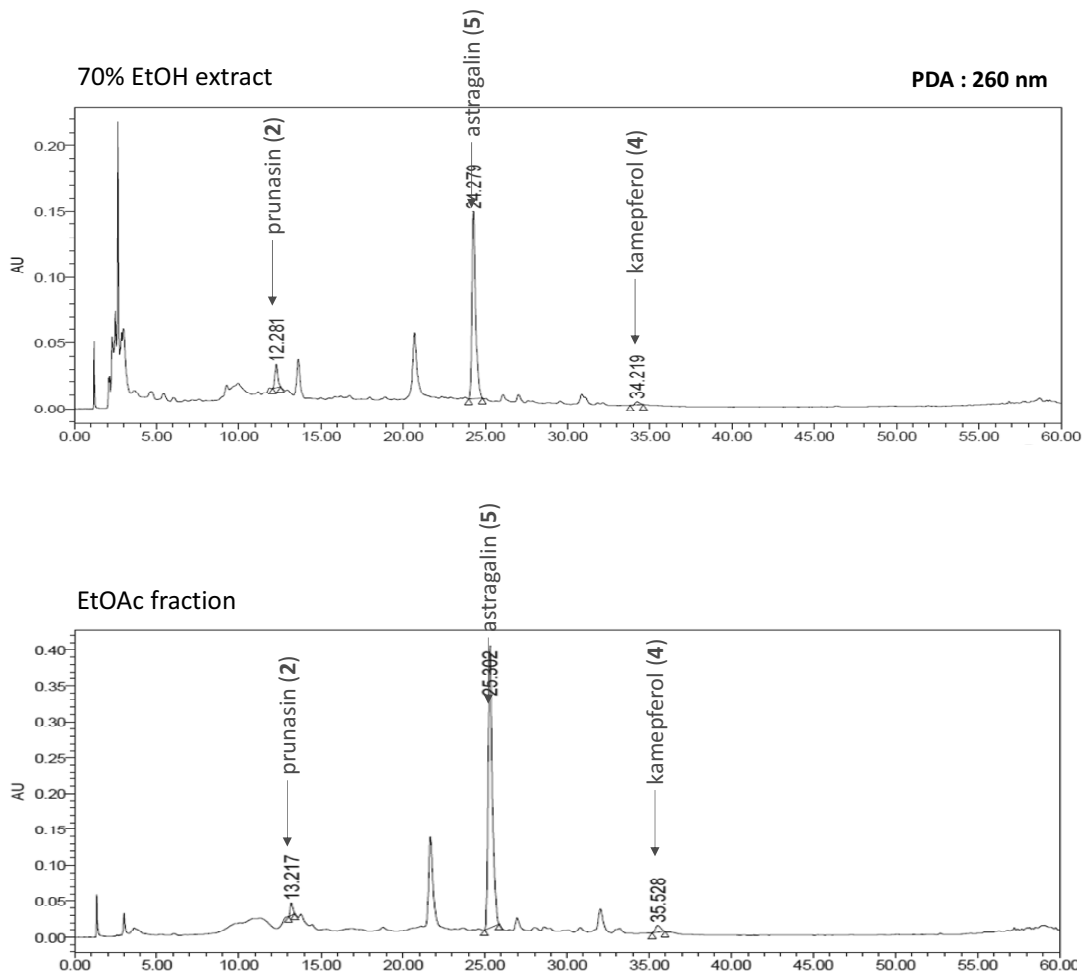 70% EtOH extract
PDA : 260 nm
prunasin (2)
astragalin (5)
kamepferol (4)
12.281
24.279
34.219
AU
0.20
0.15
0.10
0.05
0.00
0.00 5.00 10.00 15.00 20.00 25.00 30.00 35.00 40.00 45.00 50.00 55.00 60.00
EtOAc fraction
prunasin (2)
astragalin (5)
kamepferol (4)
13.217
25.302
35.528
AU
0.40
0.35
0.30
0.25
0.20
0.15
0.10
0.05
0.00
0.00 5.00 10.00 15.00 20.00 25.00 30.00 35.00 40.00 45.00 50.00 55.00 60.00